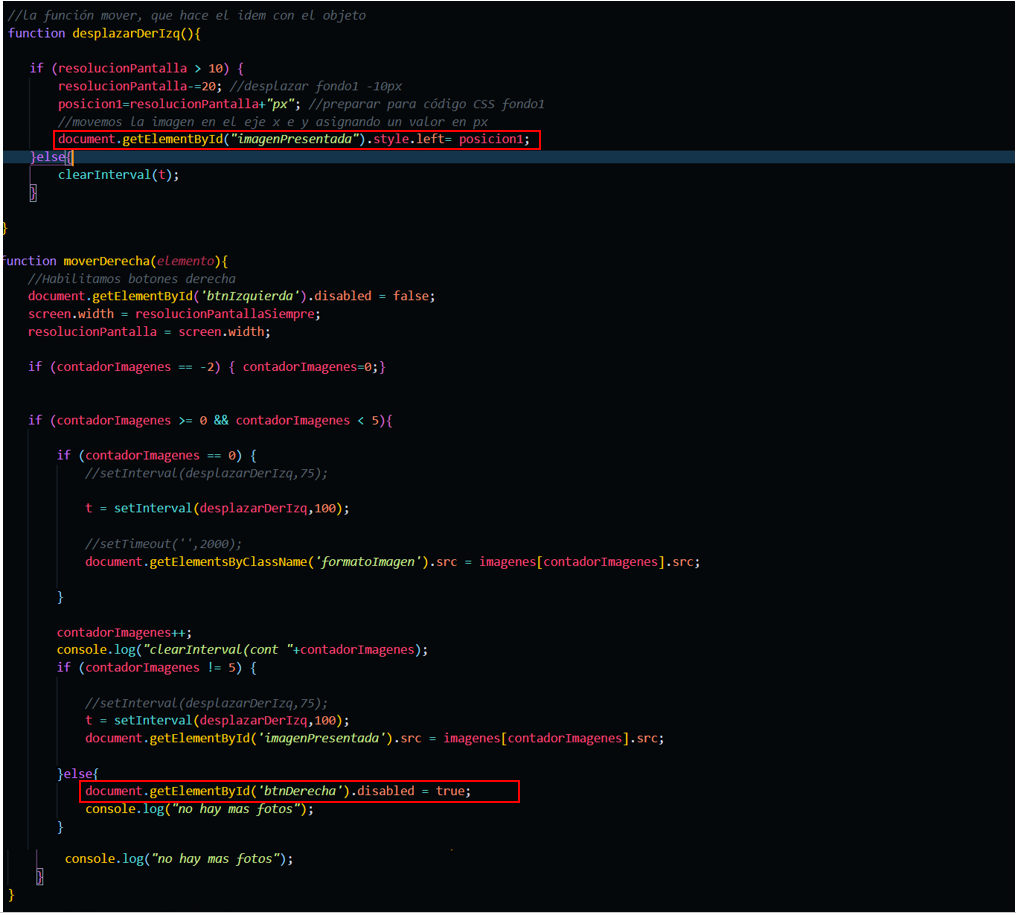 //la función mover, que hace el idem con el objeto
function desplazarDerIzq(){
if (resolucionPantalla > 10) {
resolucionPantalla-=20; //desplazar fondo1 -10px
posicion1=resolucionPantalla+"px"; //preparar para código CSS fondo1
//movemos la imagen en el eje x e y asignando un valor en px
document.getElementById("imagenPresentada").style.left= posicion1;
}else{
clearInterval(t);
}
}
function moverDerecha(elemento){
//Habilitamos botones derecha
document.getElementById('btnIzquierda').disabled = false;
screen.width = resolucionPantallaSiempre;
resolucionPantalla = screen.width;
if (contadorImagenes == -2) { contadorImagenes=0;}
if (contadorImagenes >= 0 && contadorImagenes < 5){
if (contadorImagenes == 0) {
//setInterval(desplazarDerIzq,75);
t = setInterval(desplazarDerIzq,100);
//setTimeout('',2000);
document.getElementsByClassName('formatoImagen').src = imagenes[contadorImagenes].src;
}
contadorImagenes++;
console.log("clearInterval(cont "+contadorImagenes);
if (contadorImagenes != 5) {
//setInterval(desplazarDerIzq,75);
t = setInterval(desplazarDerIzq,100);
document.getElementById('imagenPresentada').src = imagenes[contadorImagenes].src;
}else{
document.getElementById('btnDerecha').disabled = true;
console.log("no hay mas fotos");
}
console.log("no hay mas fotos");
}
}